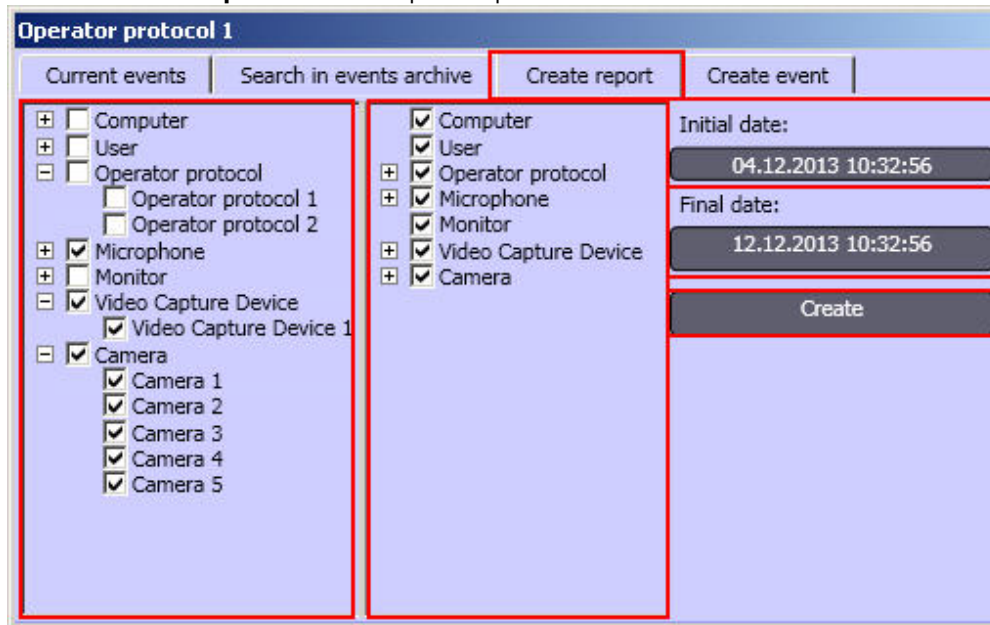 Operator protocol 1
Current events
Search in events archive
Create report
Create event
Computer
User
Operator protocol
Operator protocol 1
Operator protocol 2
Microphone
Monitor
Video Capture Device
Video Capture Device 1
Camera
Camera 1
Camera 2
Camera 3
Camera 4
Camera 5
Computer
User
Operator protocol
Microphone
Monitor
Video Capture Device
Camera
Initial date:
04.12.2013 10:32:56
Final date:
12.12.2013 10:32:56
Create